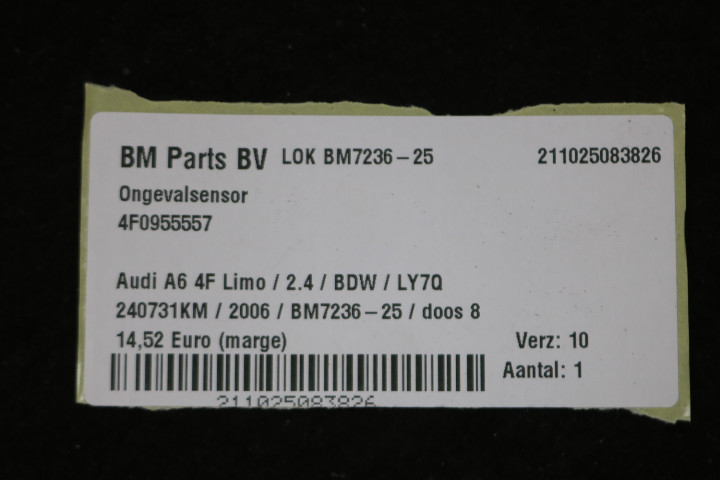 BM Parts BV LOK BM7236-25 211025083826
Ongevalsensor
4F0955557
Audi A6 4F Limo / 2.4 / BDW / LY7Q
240731KM / 2006 / BM7236-25 / doos 8
14,52 Euro (marge) Verz: 10
Aantal: 1
211025083826